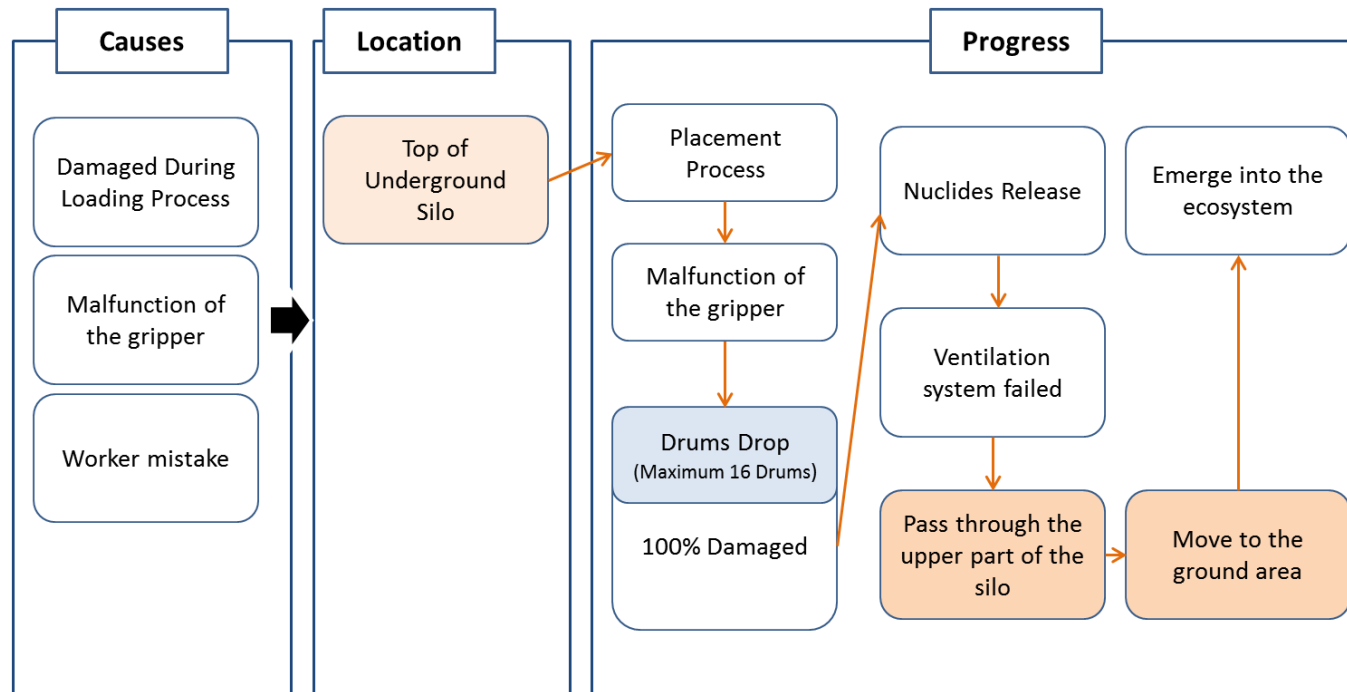 Causes
Damaged During
Loading Process
Malfunction of
the gripper
Worker mistake
Location
Top of
Underground
Silo
Progress
Placement
Process
Malfunction of
the gripper
Drums Drop
(Maximum 16 Drums)
100% Damaged
Nuclides Release
Ventilation
system failed
Pass through the
upper part of the
silo
Move to the
ground area
Emerge into the
ecosystem